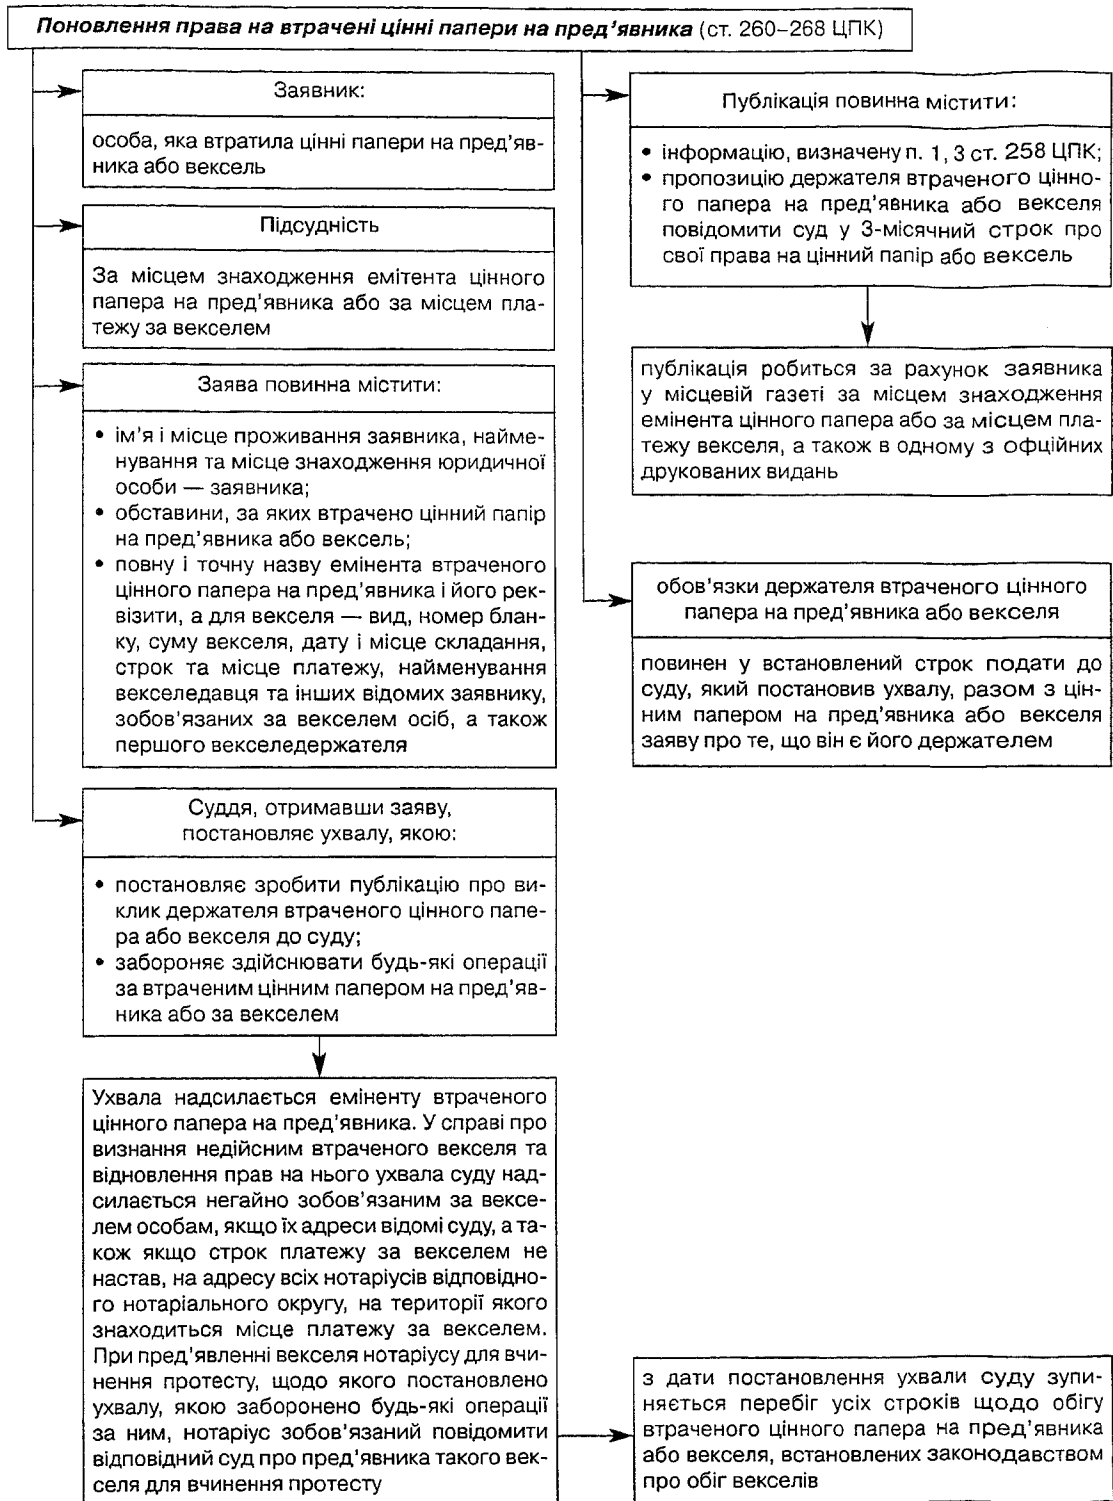 Поновлення права на втрачені цінні папери на пред’явника (ст. 260–268 ЦПК)
Заявник:
особа, яка втратила цінні папери на пред’яв-
ника або вексель
Підсудність
За місцем знаходження емітента цінного
папера на пред’явника або за місцем пла-
тежу за векселем
Заява повинна містити:
• ім’я і місце проживання заявника, найме-
нування та місце знаходження юридичної
особи — заявника;
• обставини, за яких втрачено цінний папір
на пред’явника або вексель;
• повну і точну назву емінента втраченого
цінного папера на пред’явника і його рек-
візити, а для векселя — вид, номер блан-
ку, суму векселя, дату і місце складання,
строк та місце платежу, найменування
векселедавця та інших відомих заявнику,
зобов’язаних за векселем осіб, а також
першого векселедержателя
Суддя, отримавши заяву,
постановляє ухвалу, якою:
• постановляє зробити публікацію про ви-
клик держателя втраченого цінного папе-
ра або векселя до суду;
• забороняє здійснювати будь-які операції
за втраченим цінним папером на пред’яв-
ника або за векселем
Ухвала надсилається еміненту втраченого
цінного папера на пред’явника. У справі про
визнання недійсним втраченого векселя та
відновлення прав на нього ухвала суду над-
силається негайно зобов’язаним за вексе-
лем особам, якщо їх адреси відомі суду, а та-
кож якщо строк платежу за векселем не
настав, на адресу всіх нотаріусів відповідно-
го нотаріального округу, на території якого
знаходиться місце платежу за векселем.
При пред’явленні векселя нотаріусу для вчи-
нення протесту, щодо якого постановлено
ухвалу, якою заборонено будь-які операції
за ним, нотаріус зобов’язаний повідомити
відповідний суд про пред’явника такого век-
селя для вчинення протесту
Публікація повинна містити:
• інформацію, визначену п. 1, 3 ст. 258 ЦПК;
• пропозицію держателя втраченого цінно-
го папера на пред’явника або векселя
повідомити суд у 3-місячний строк про
свої права на цінний папір або вексель
публікація робиться за рахунок заявника
у місцевій газеті за місцем знаходження
емінента цінного папера або за місцем пла-
тежу векселя, а також в одному з офіційних
друкованих видань
обов’язки держателя втраченого цінного
папера на пред’явника або векселя
повинен у встановлений строк подати до
суду, який постановив ухвалу, разом з цін-
ним папером на пред’явника або векселя
заяву про те, що він є його держателем
з дати постановлення ухвали суду зупи-
няється перебіг усіх строків щодо обігу
втраченого цінного папера на пред’явника
або векселя, встановлених законодавством
про обіг векселів